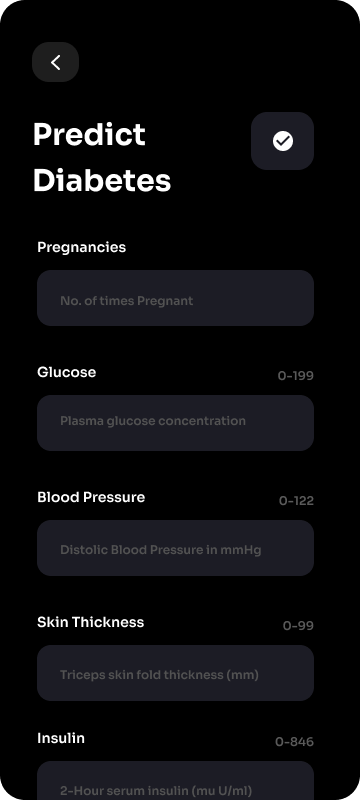 Predict
Diabetes
Pregnancies
No. of times Pregnant
Glucose
0-199
Plasma glucose concentration
Blood Pressure
0-122
Distolic Blood Pressure in mmHg
Skin Thickness
0-99
Triceps skin fold thickness (mm)
Insulin
0-846
2-Hour serum insulin (mu U/ml)